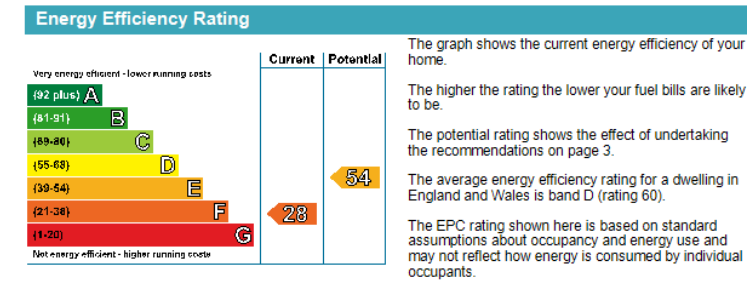 Energy Efficiency Rating
Current Potential
Very energy efficient - lower running costs
(92 plus) A
(81-91) B
(69-80) C
(55-68) D
(39-54) E
(21-38) F
(1-20) G
54
28
Not energy efficient - higher running costs
The graph shows the current energy efficiency of your
home.
The higher the rating the lower your fuel bills are likely
to be.
The potential rating shows the effect of undertaking
the recommendations on page 3.
The average energy efficiency rating for a dwelling in
England and Wales is band D (rating 60).
The EPC rating shown here is based on standard
assumptions about occupancy and energy use and
may not reflect how energy is consumed by individual
occupants.